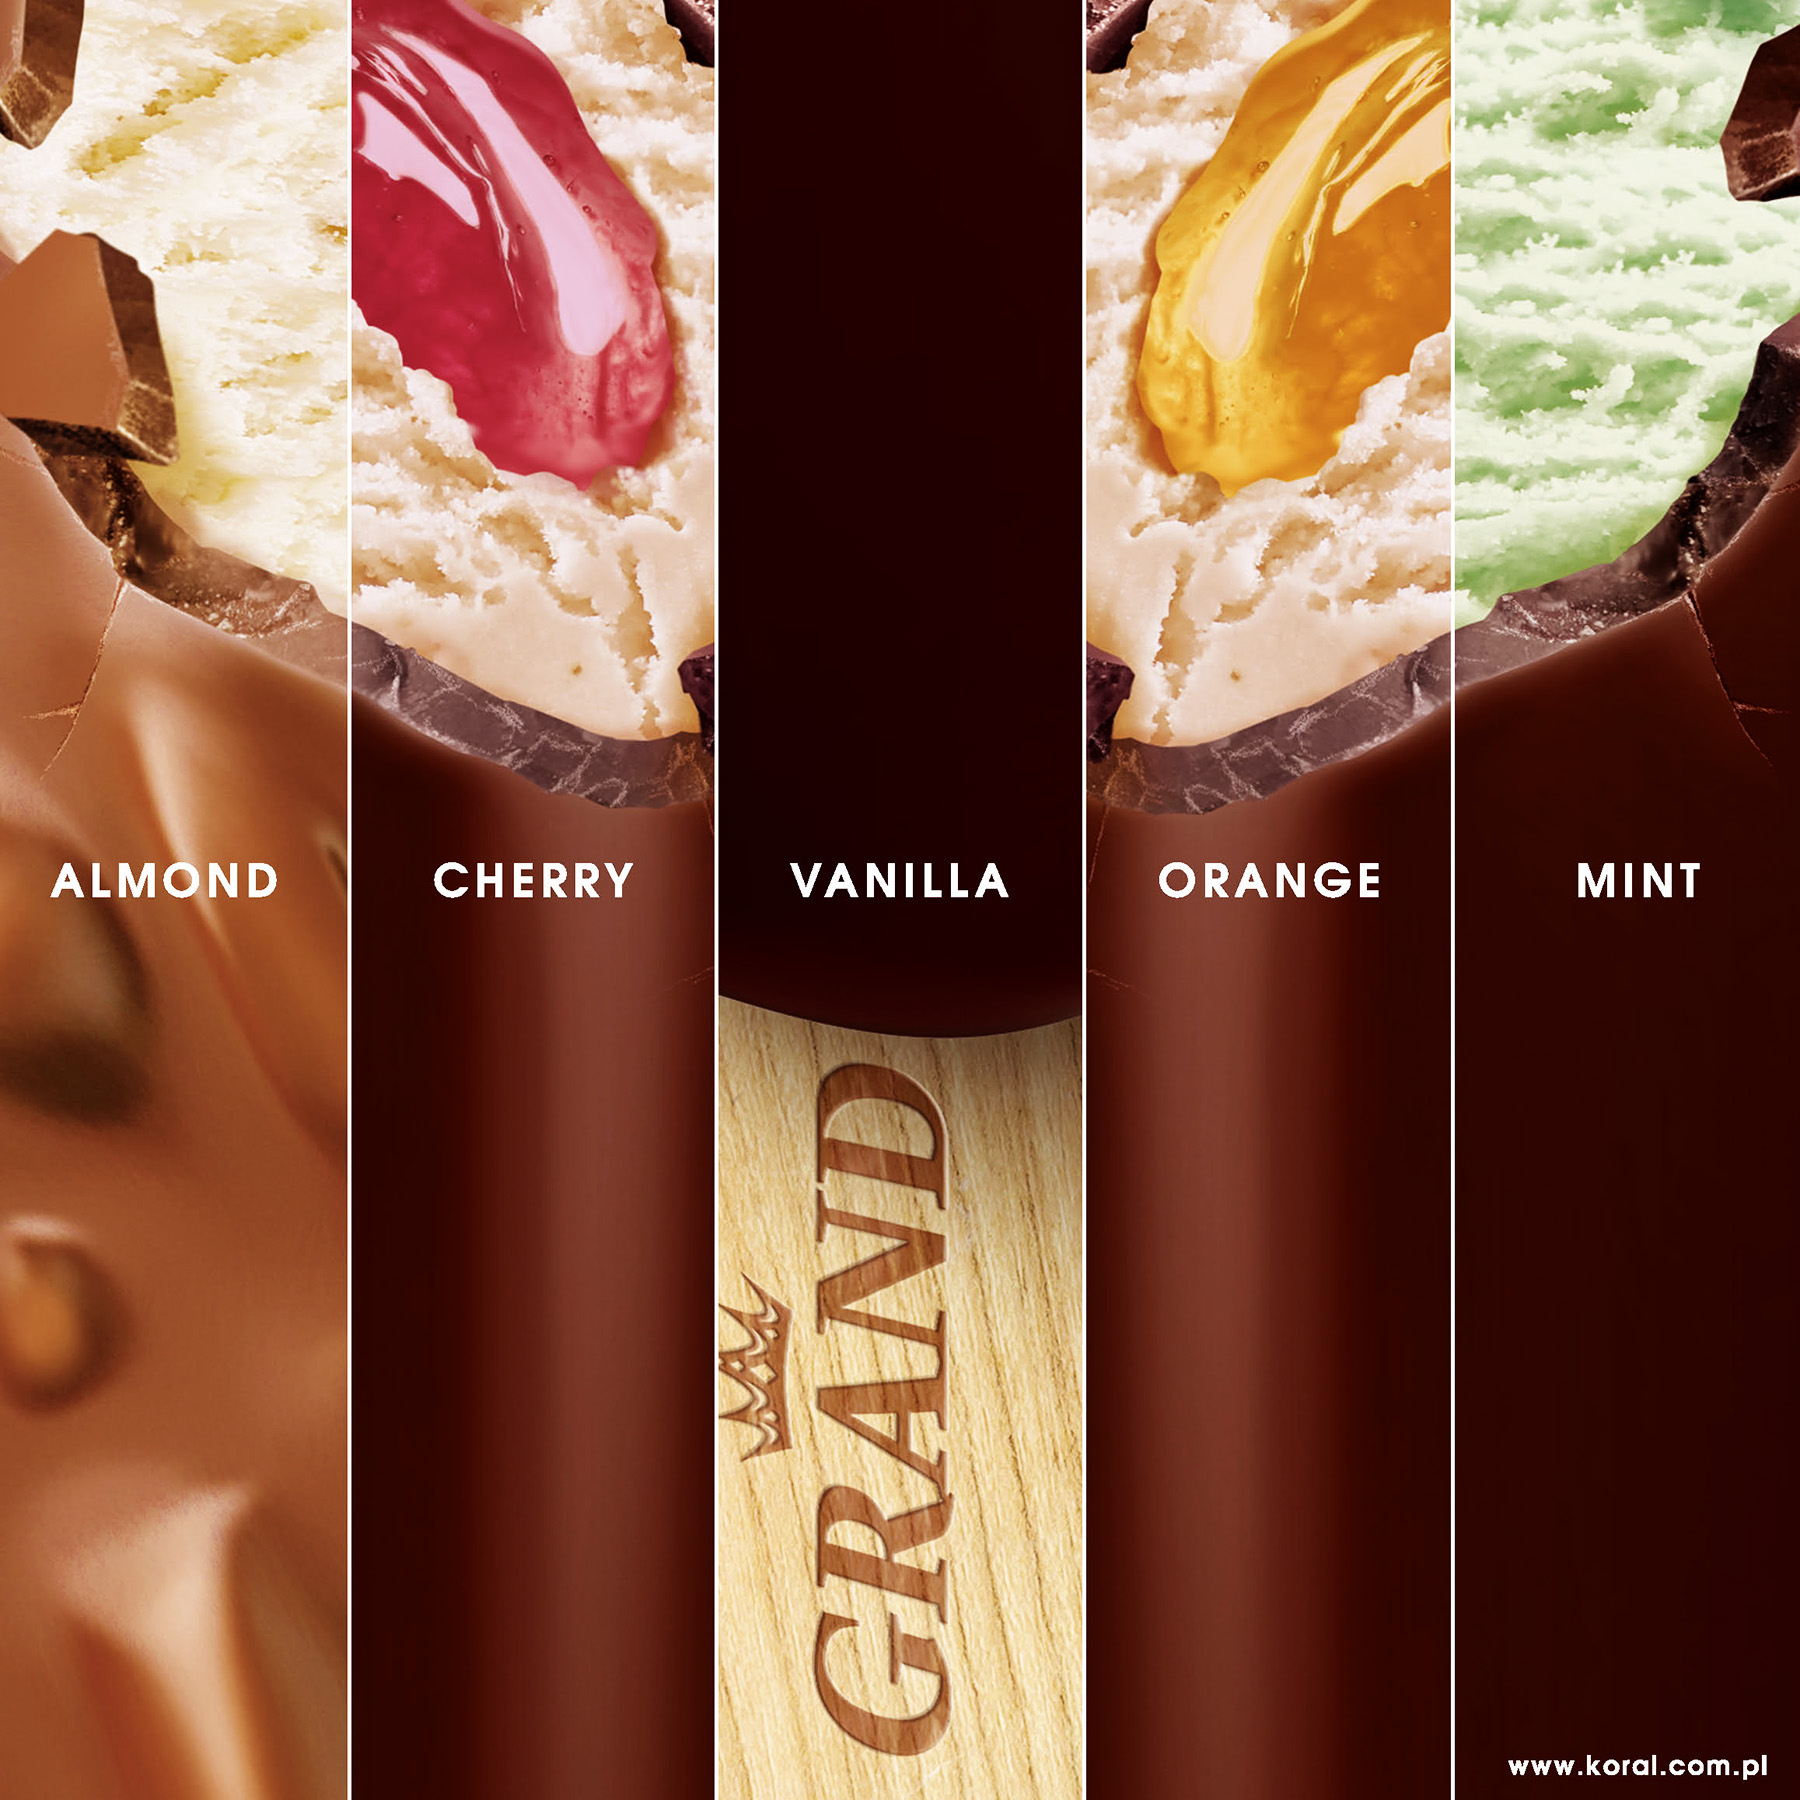 ALMOND
CHERRY
VANILLA
ORANGE
MINT
GRAND
www.koral.com.pl